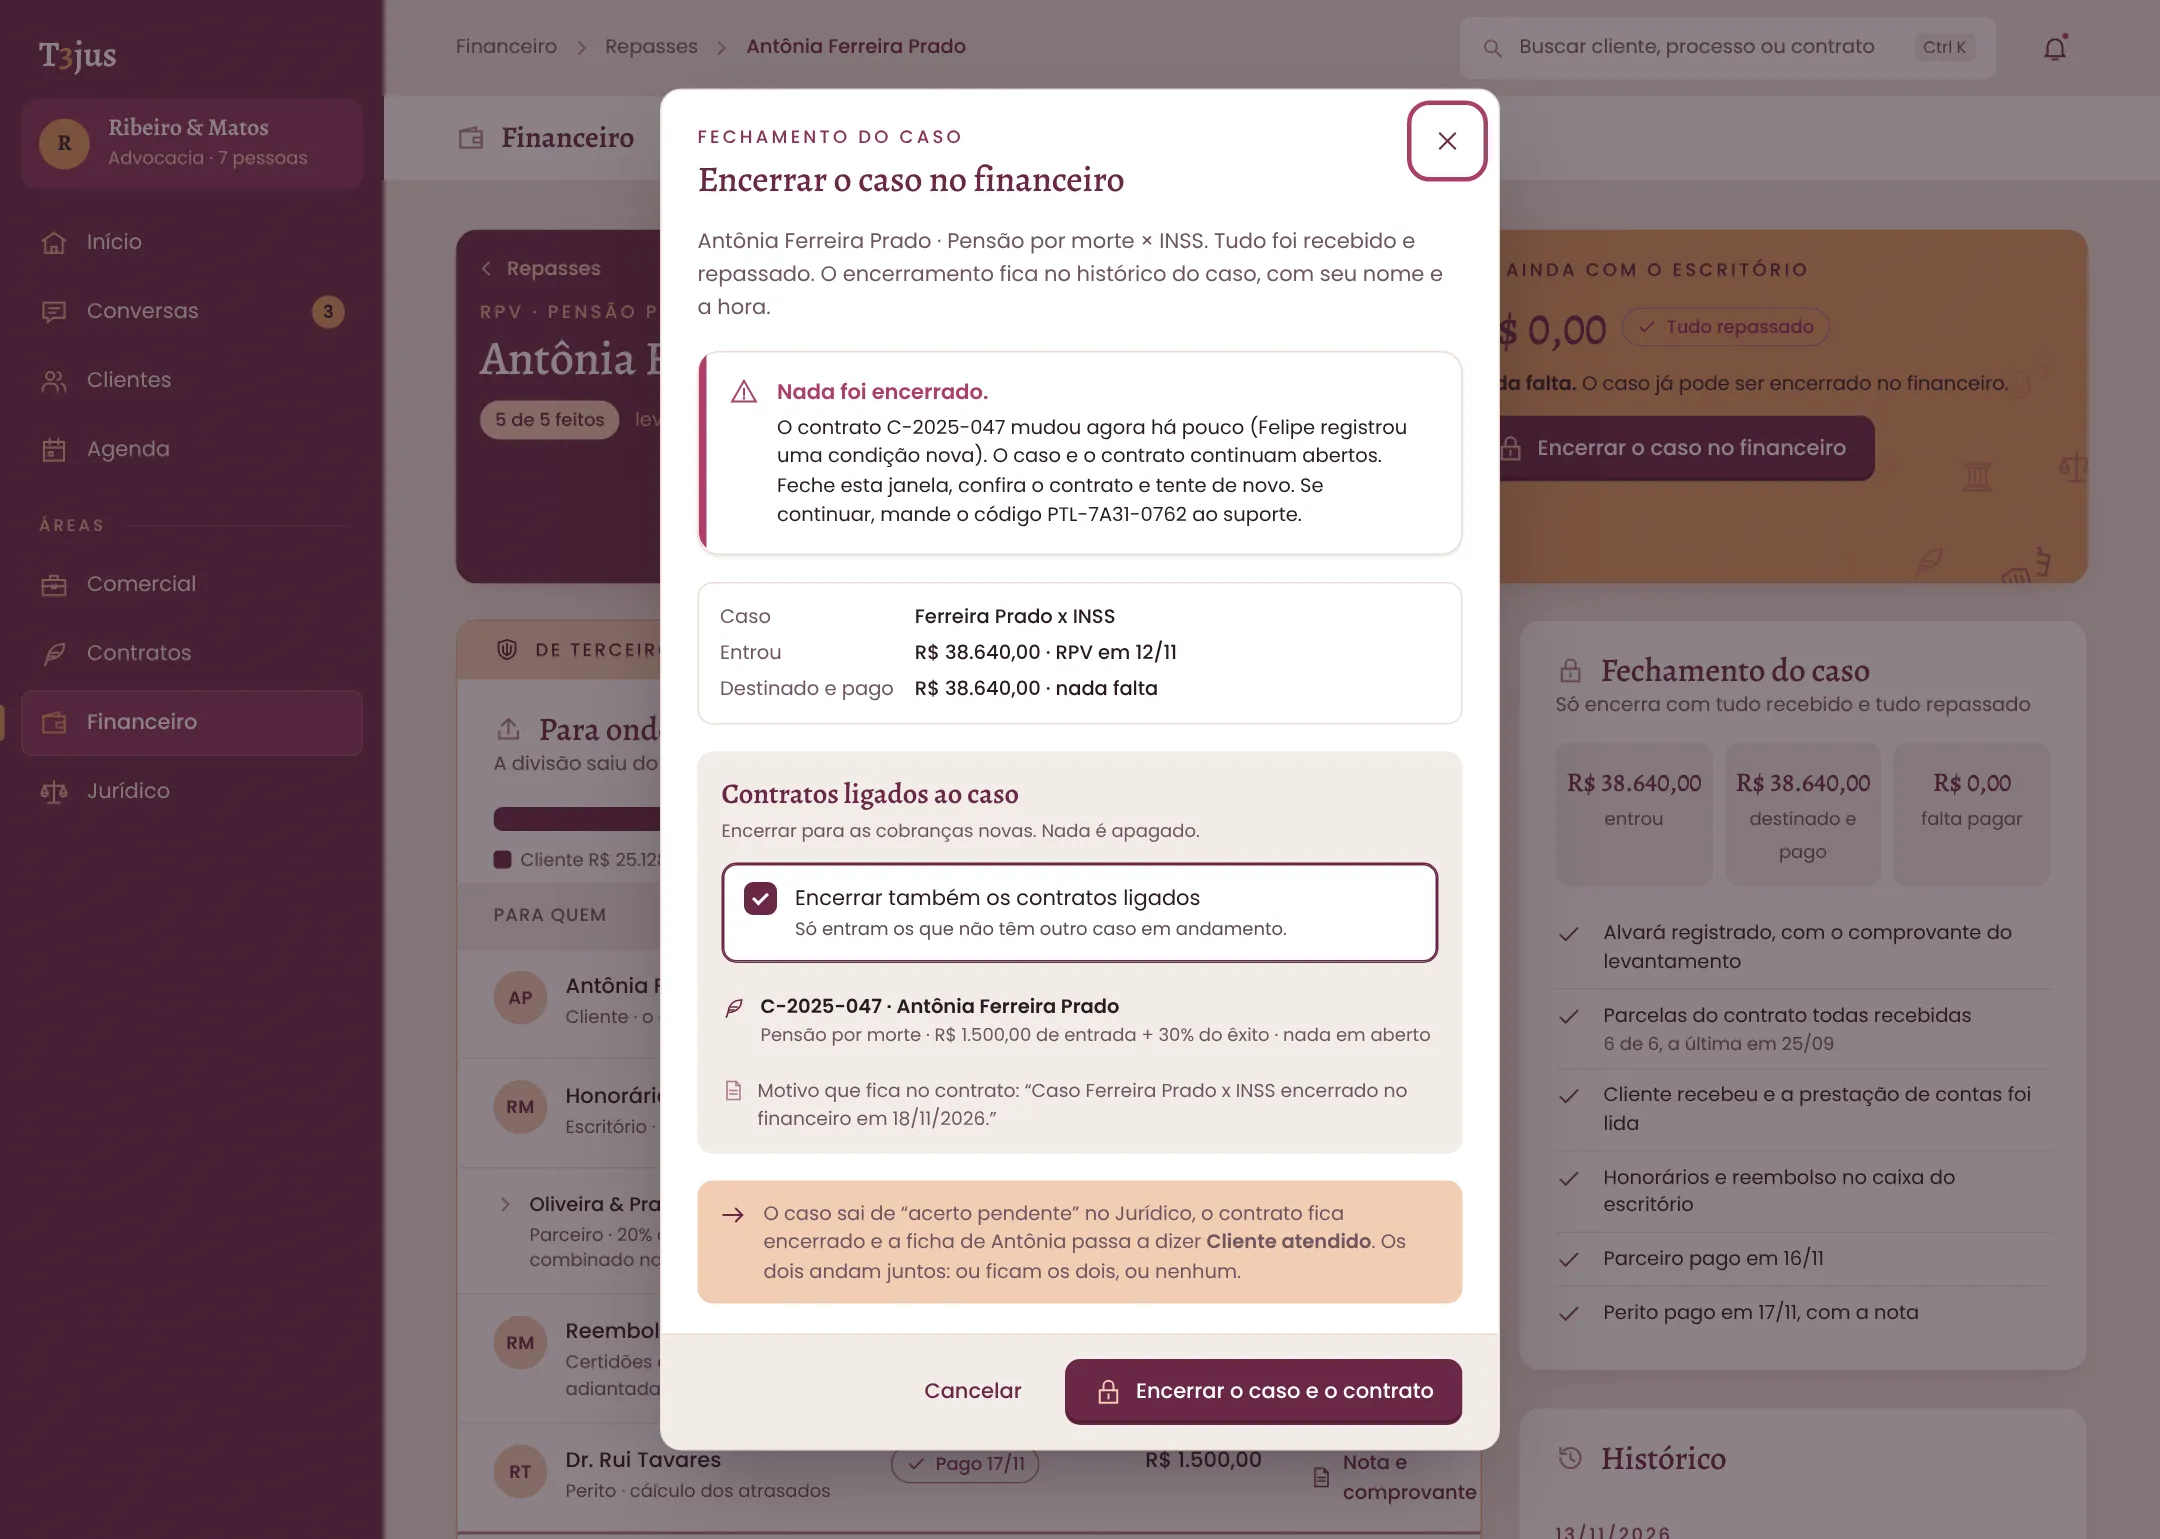 T3jus
R
Ribeiro & Matos
Advocacia · 7 pessoas
Início
Conversas
3
Clientes
Agenda
ÁREAS
Comercial
Contratos
Financeiro
Jurídico
Financeiro
Repasses
Antônia Ferreira Prado
Buscar cliente, processo ou contrato
Ctrl K
Financeiro
Repasses
RPV · PENSÃO P
Antônia
5 de 5 feitos
AINDA COM O ESCRITÓRIO
$ 0,00
Tudo repassado
da falta. O caso já pode ser encerrado no financeiro.
Encerrar o caso no financeiro
FECHAMENTO DO CASO
Encerrar o caso no financeiro
Antônia Ferreira Prado · Pensão por morte × INSS. Tudo foi recebido e
repassado. O encerramento fica no histórico do caso, com seu nome e
a hora.
Nada foi encerrado.
O contrato C-2025-047 mudou agora há pouco (Felipe registrou
uma condição nova). O caso e o contrato continuam abertos.
Feche esta janela, confira o contrato e tente de novo. Se
continuar, mande o código PTL-7A31-0762 ao suporte.
Caso
Ferreira Prado x INSS
Entrou
R$ 38.640,00 · RPV em 12/11
Destinado e pago
R$ 38.640,00 · nada falta
Contratos ligados ao caso
Encerrar para as cobranças novas. Nada é apagado.
Encerrar também os contratos ligados
Só entram os que não têm outro caso em andamento.
C-2025-047 · Antônia Ferreira Prado
Pensão por morte · R$ 1.500,00 de entrada + 30% do êxito · nada em aberto
Motivo que fica no contrato: “Caso Ferreira Prado x INSS encerrado no
financeiro em 18/11/2026.”
O caso sai de “acerto pendente” no Jurídico, o contrato fica
encerrado e a ficha de Antônia passa a dizer Cliente atendido. Os
dois andam juntos: ou ficam os dois, ou nenhum.
Cancelar
Encerrar o caso e o contrato
DE TERCEIR
Para ond
A divisão saiu do
Cliente R$ 25.12
PARA QUEM
AP
Antônia F
Cliente · o
RM
Honorári
Escritório ·
Oliveira & Pra
Parceiro · 20%
combinado no
RM
Reembol
Certidões
adiantada
RT
Dr. Rui Tavares
Perito · cálculo dos atrasados
Pago 17/11
R$ 1.500,00
Nota e
comprovante
Fechamento do caso
Só encerra com tudo recebido e tudo repassado
R$ 38.640,00
entrou
R$ 38.640,00
destinado e
pago
R$ 0,00
falta pagar
Alvará registrado, com o comprovante do
levantamento
Parcelas do contrato todas recebidas
6 de 6, a última em 25/09
Cliente recebeu e a prestação de contas foi
lida
Honorários e reembolso no caixa do
escritório
Parceiro pago em 16/11
Perito pago em 17/11, com a nota
Histórico
13/11/2026